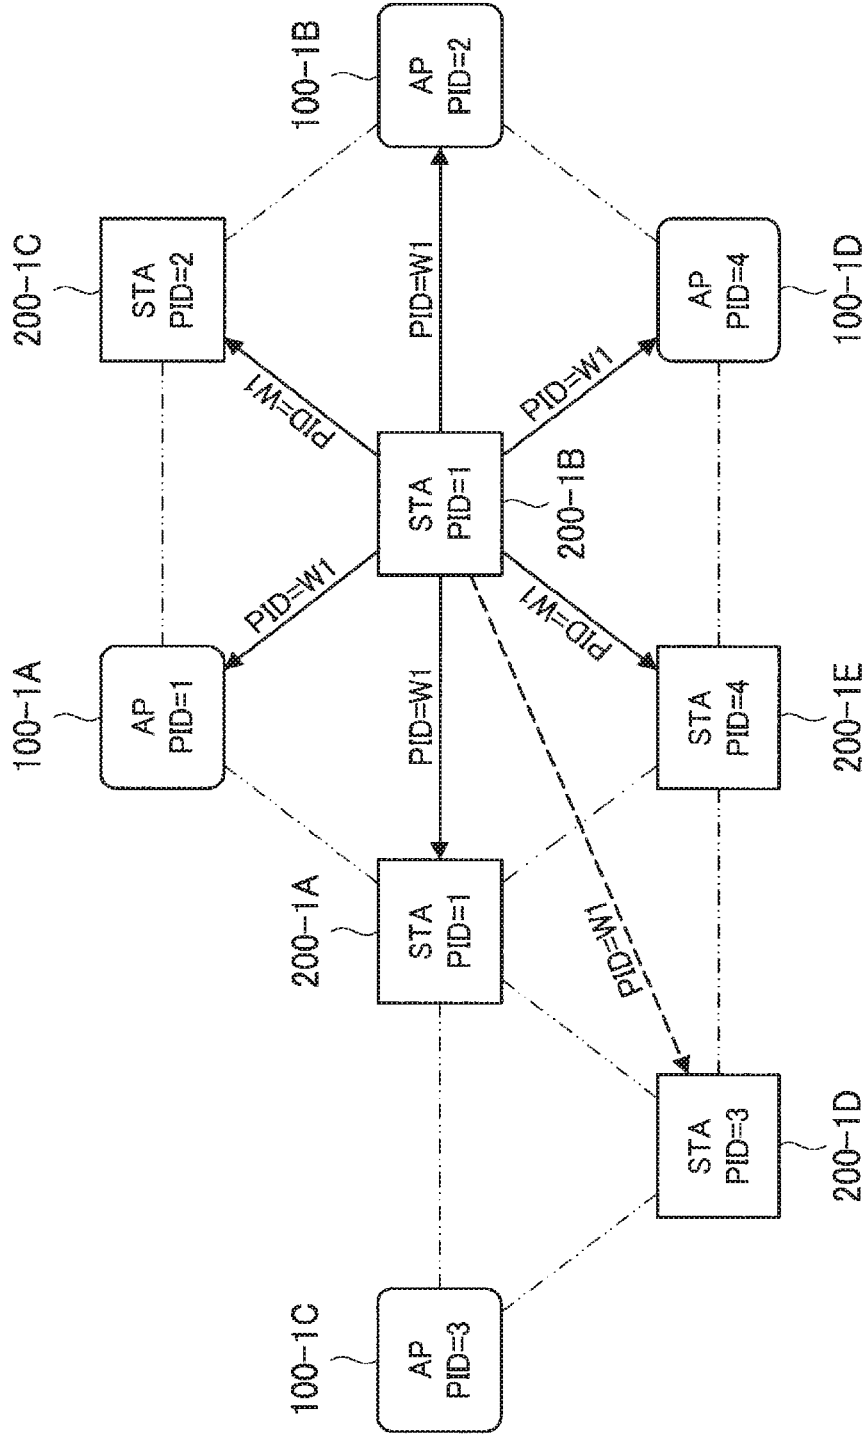 100-1A
200-1C
AP
PID=1
STA
PID=2
PID=W1
PID=W1
100-1C
200-1A
100-1B
AP
PID=3
STA
PID=1
PID=W1
STA
PID=1
PID=W1
AP
PID=2
200-1B
PID=W1
PID=W1
PID=W1
STA
PID=3
STA
PID=4
AP
PID=4
200-1D
200-1E
100-1D